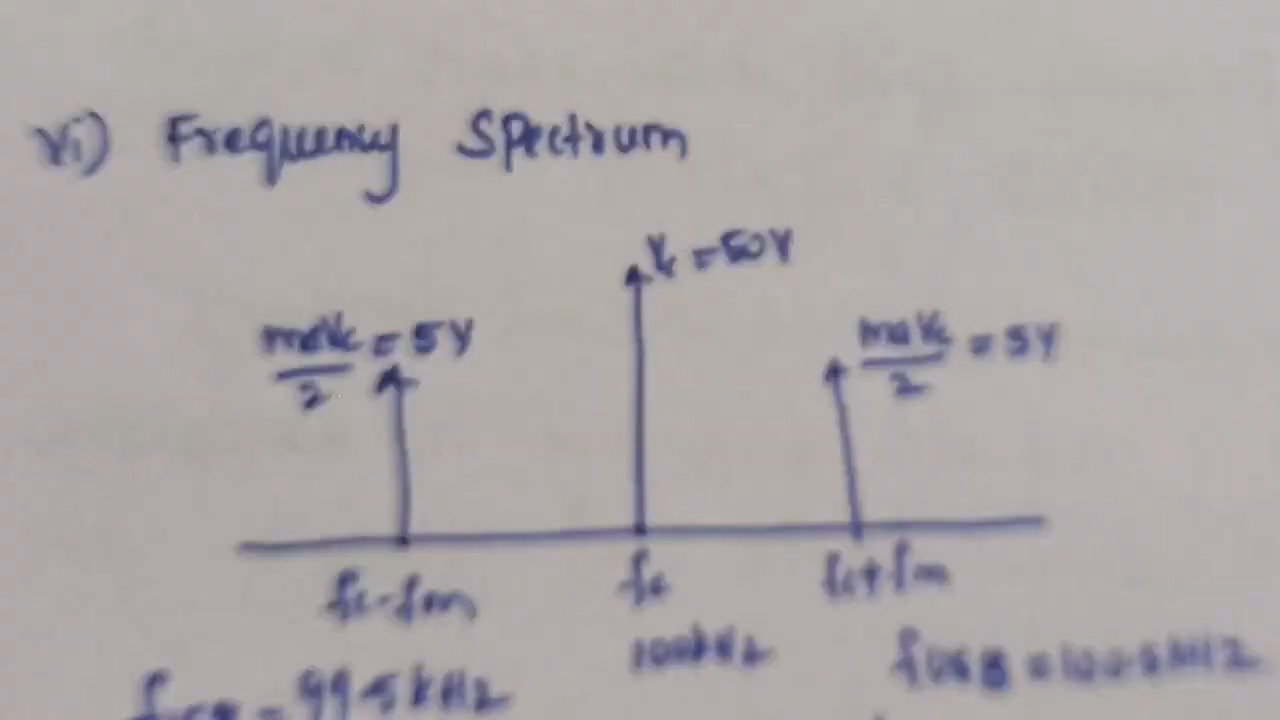 vi) Frequency Spectrum
Vc = 50V
maVc/2 = 5V
maVc/2 = 5V
fc-fm
fc
fc+fm
100kHz
fUSB = 100.5kHz
fLSB = 99.5kHz